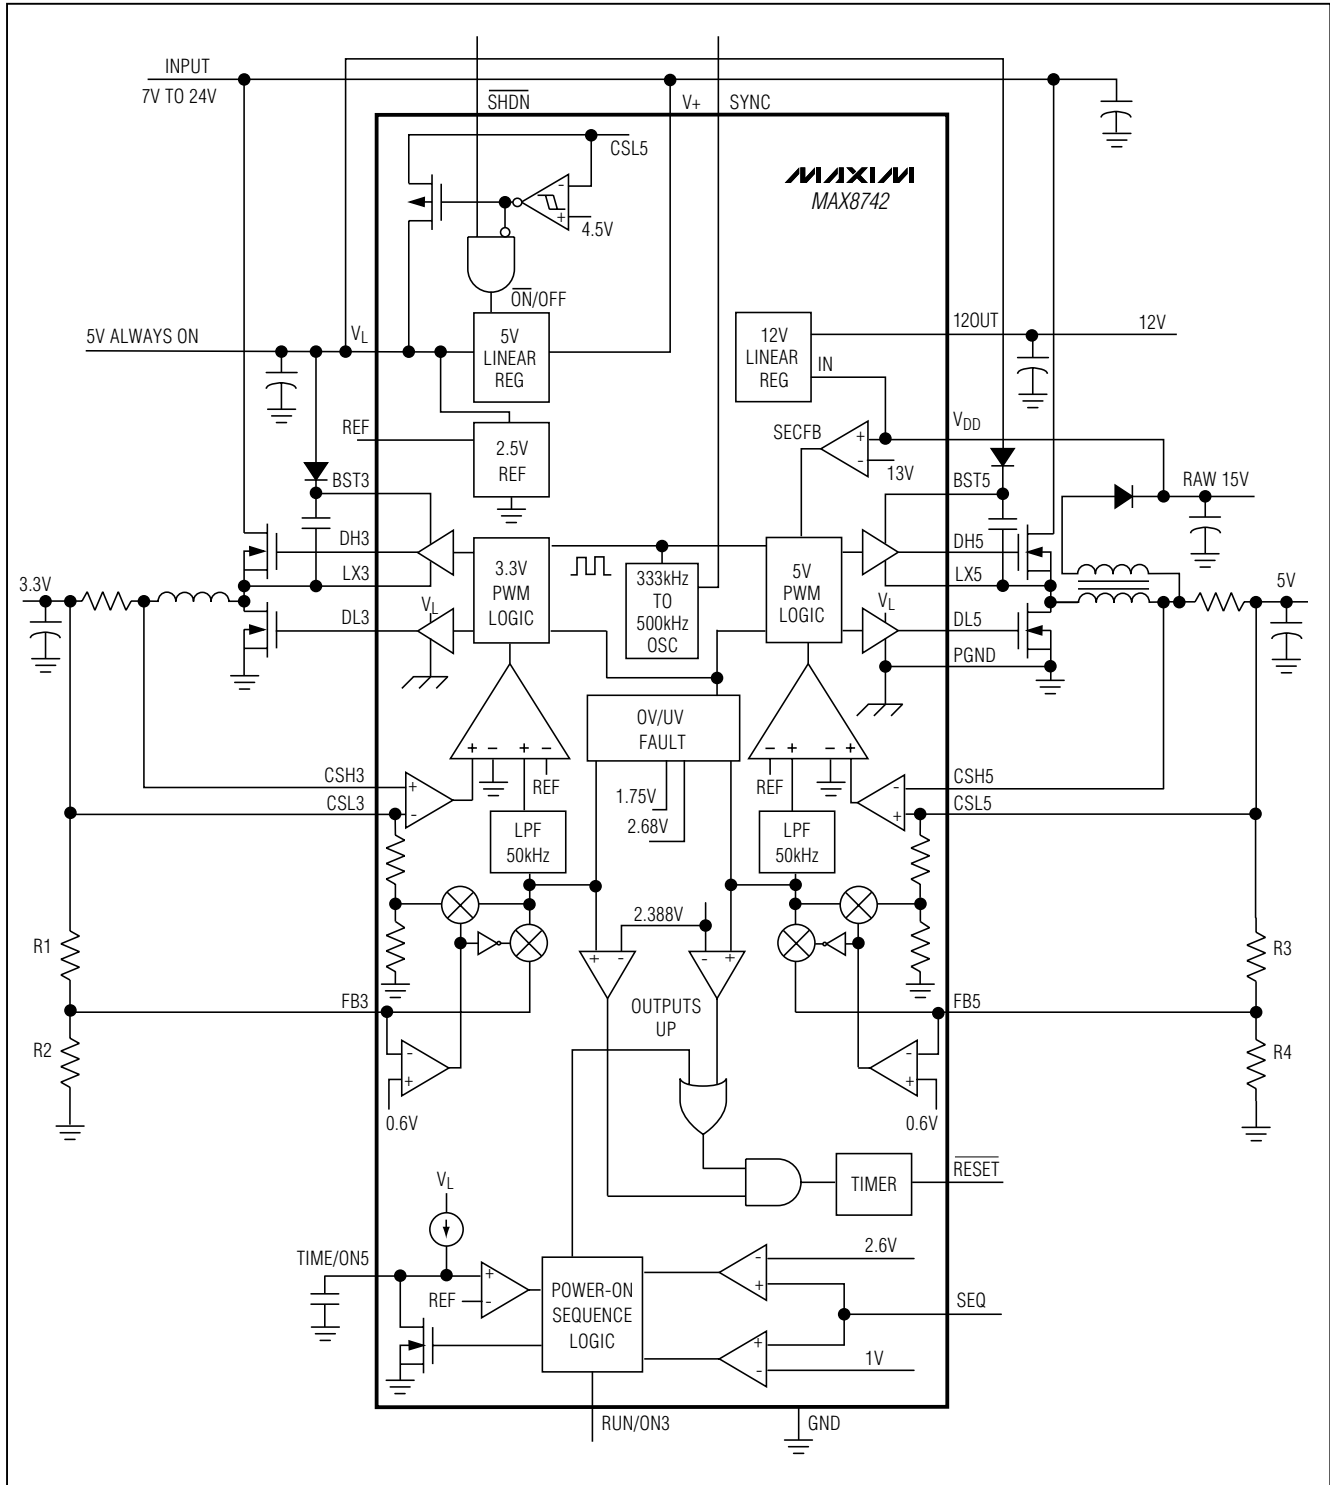 INPUT
7V TO 24V
SHDN
V+
SYNC
CSL5
MAXIM
MAX8742
-
+
4.5V
ON/OFF
5V ALWAYS ON
VL
5V
LINEAR
REG
12V
LINEAR
REG
12OUT
12V
IN
REF
2.5V
REF
SECFB
+
-
13V
VDD
BST3
BST5
RAW 15V
DH3
DH5
3.3V
LX3
3.3V
PWM
LOGIC
333kHz
TO
500kHz
OSC
5V
PWM
LOGIC
LX5
5V
DL3
VL
VL
DL5
PGND
OV/UV
FAULT
+ - + -
- + - +
REF
REF
CSH3
+
-
CSL3
1.75V
2.68V
CSH5
-
+
CSL5
LPF
50kHz
LPF
50kHz
2.388V
R1
R3
+ -
- +
FB3
OUTPUTS
UP
FB5
R2
-
+
-
+
R4
0.6V
0.6V
TIMER
RESET
VL
TIME/ON5
+
-
REF
POWER-ON
SEQUENCE
LOGIC
-
+
2.6V
SEQ
+
-
1V
RUN/ON3
GND